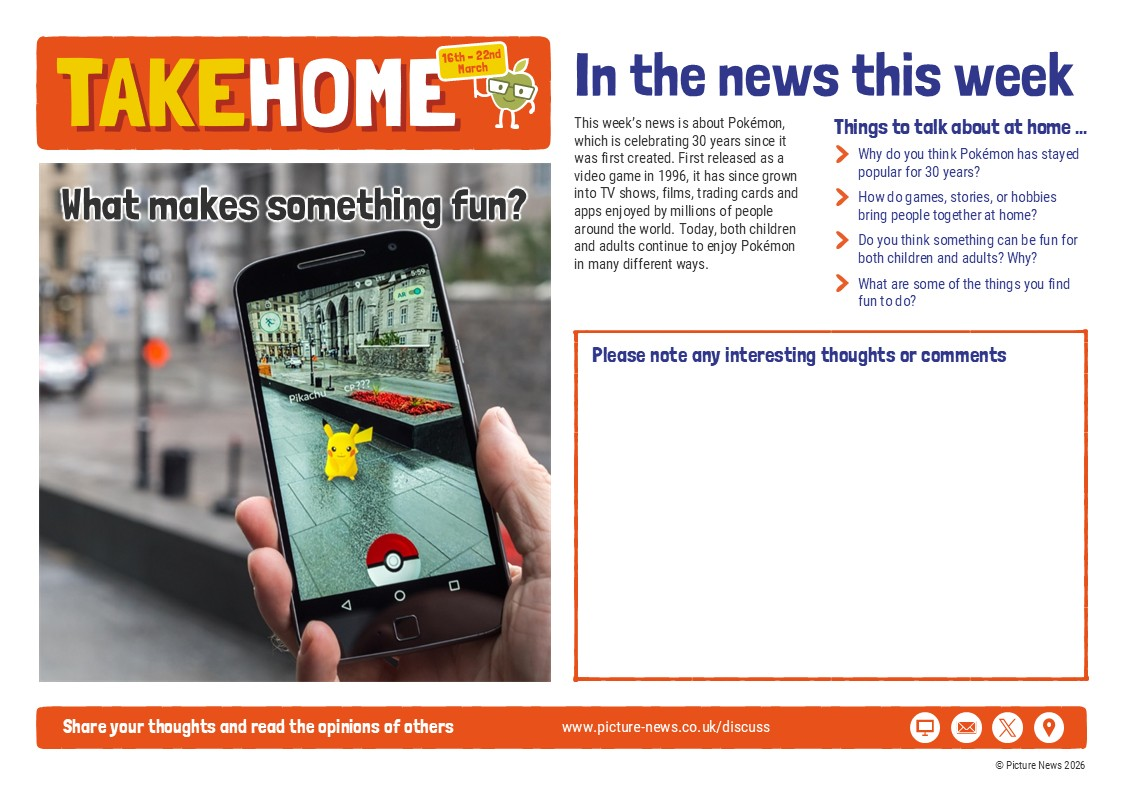 TAKEHOME
16th - 22nd
March
What makes something fun?
5:59
AR
Pikachu CP???
In the news this week
This week's news is about Pokémon,
which is celebrating 30 years since it
was first created. First released as a
video game in 1996, it has since grown
into TV shows, films, trading cards and
apps enjoyed by millions of people
around the world. Today, both children
and adults continue to enjoy Pokémon
in many different ways.
Things to talk about at home ...
Why do you think Pokémon has stayed
popular for 30 years?
How do games, stories, or hobbies
bring people together at home?
Do you think something can be fun for
both children and adults? Why?
What are some of the things you find
fun to do?
Please note any interesting thoughts or comments
Share your thoughts and read the opinions of others
www.picture-news.co.uk/discuss
© Picture News 2026